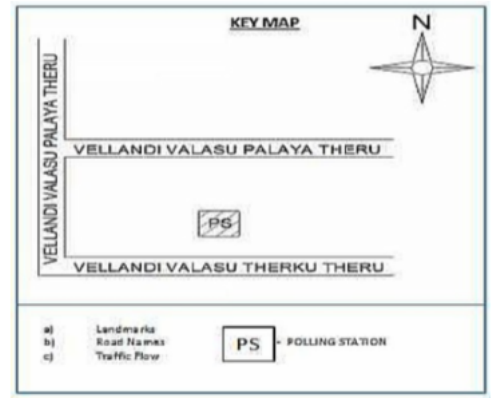 KEY MAP
N
VELLANDI VALASU PALAYA THERU
VELLANDI VALASU PALAYA THERU
PS
VELLANDI VALASU THERKU THERU
a) Landmarks
b) Road Names
c) Traffic Flow
PS - POLLING STATION